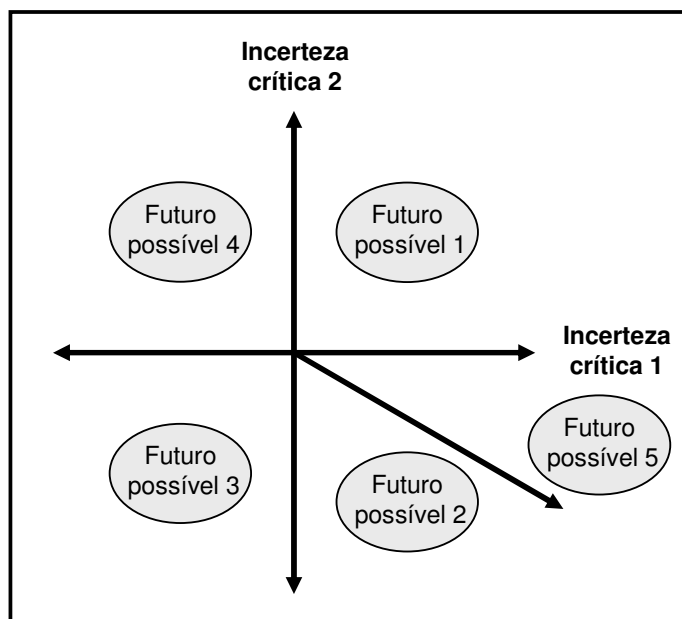 Incerteza
crítica 2
Futuro
possível 4
Futuro
possível 1
Incerteza
crítica 1
Futuro
possível 5
Futuro
possível 3
Futuro
possível 2